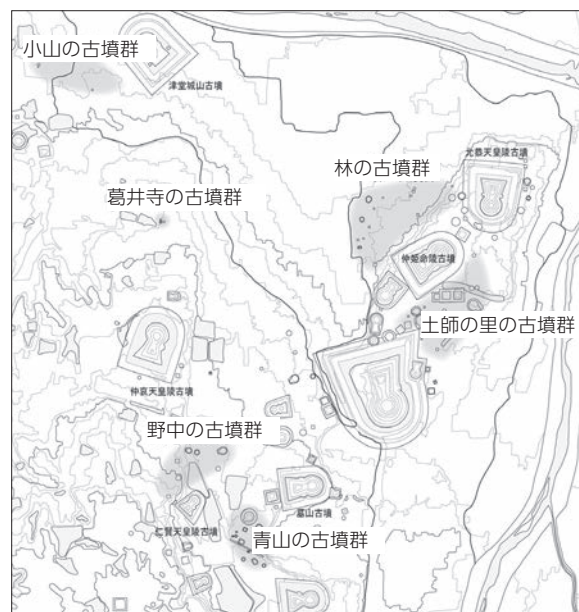 小山の古墳群
津堂城山古墳
林の古墳群
允恭天皇陵古墳
葛井寺の古墳群
仲姫命陵古墳
土師の里の古墳群
仲哀天皇陵古墳
野中の古墳群
墓山古墳
仁賢天皇陵古墳
青山の古墳群